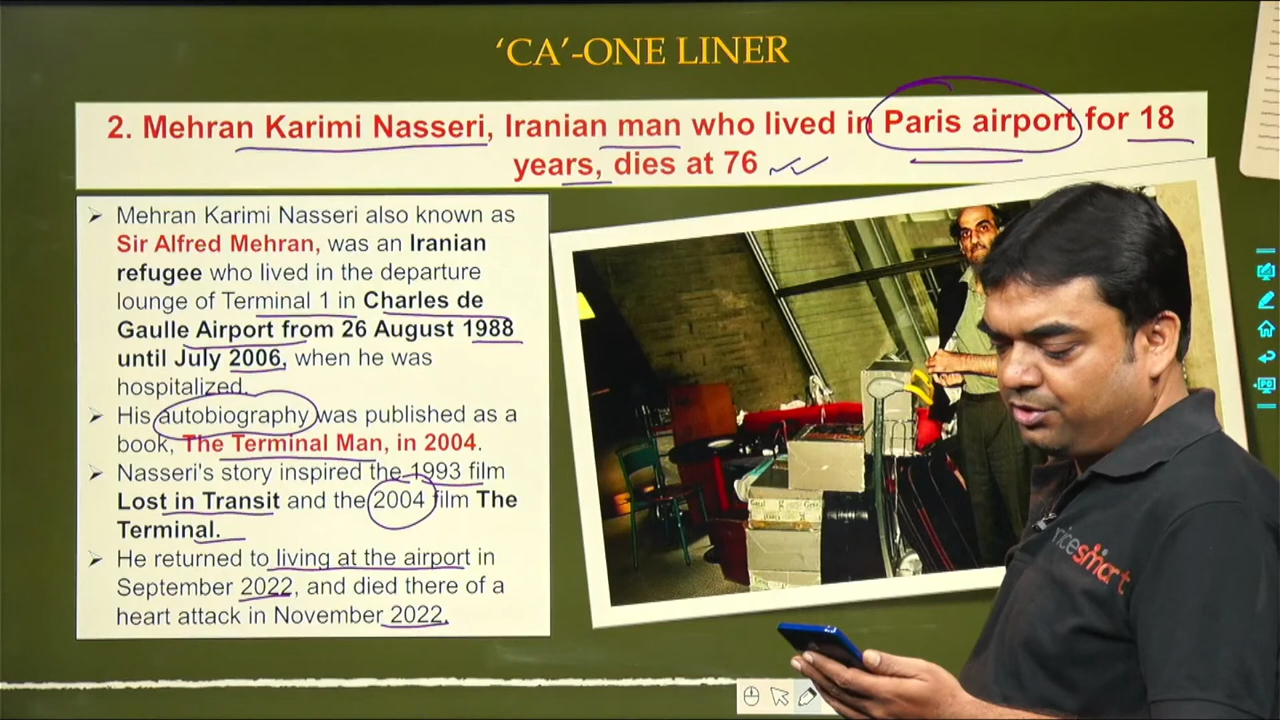 ‘CA’-ONE LINER
2. Mehran Karimi Nasseri, Iranian man who lived in Paris airport for 18
years, dies at 76
➢ Mehran Karimi Nasseri also known as
Sir Alfred Mehran, was an Iranian
refugee who lived in the departure
lounge of Terminal 1 in Charles de
Gaulle Airport from 26 August 1988
until July 2006, when he was
hospitalized.
➢ His autobiography was published as a
book, The Terminal Man, in 2004.
➢ Nasseri's story inspired the 1993 film
Lost in Transit and the 2004 film The
Terminal.
➢ He returned to living at the airport in
September 2022, and died there of a
heart attack in November 2022.
smart
PD